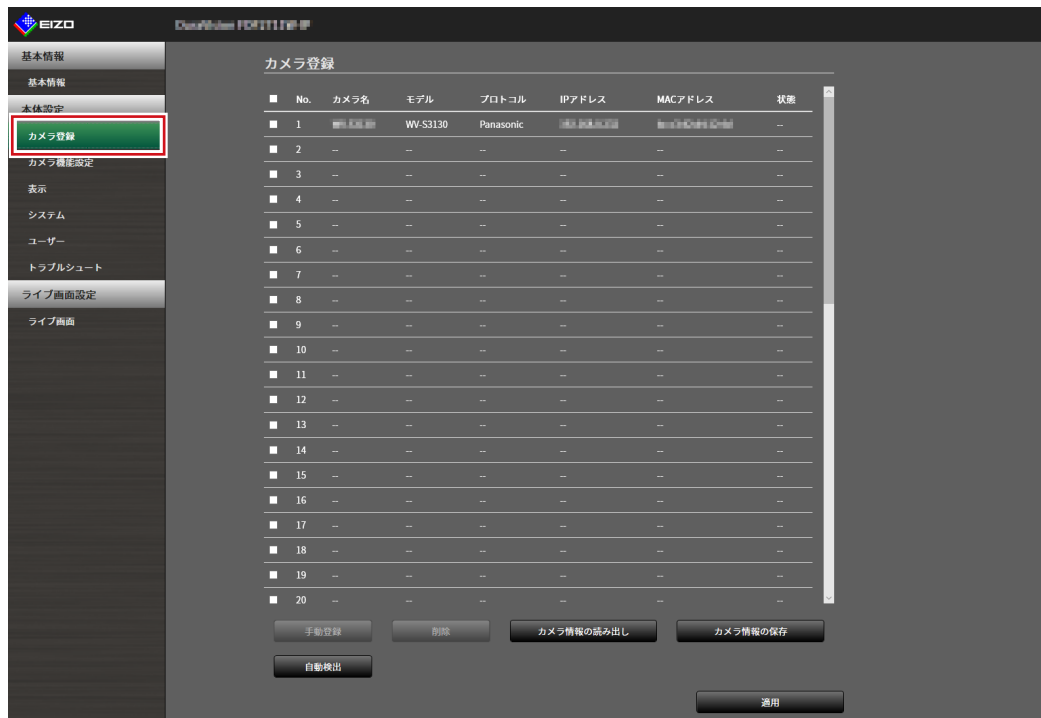 EIZO
基本情報
基本情報
本体設定
カメラ登録
カメラ機能設定
表示
システム
ユーザー
トラブルシュート
ライブ画面設定
ライブ画面
カメラ登録
No. カメラ名 モデル プロトコル IPアドレス MACアドレス 状態
1 WV-S3130 Panasonic --
2 -- -- -- -- -- --
3 -- -- -- -- -- --
4 -- -- -- -- -- --
5 -- -- -- -- -- --
6 -- -- -- -- -- --
7 -- -- -- -- -- --
8 -- -- -- -- -- --
9 -- -- -- -- -- --
10 -- -- -- -- -- --
11 -- -- -- -- -- --
12 -- -- -- -- -- --
13 -- -- -- -- -- --
14 -- -- -- -- -- --
15 -- -- -- -- -- --
16 -- -- -- -- -- --
17 -- -- -- -- -- --
18 -- -- -- -- -- --
19 -- -- -- -- -- --
20 -- -- -- -- -- --
手動登録 削除 カメラ情報の読み出し カメラ情報の保存
自動検出
適用